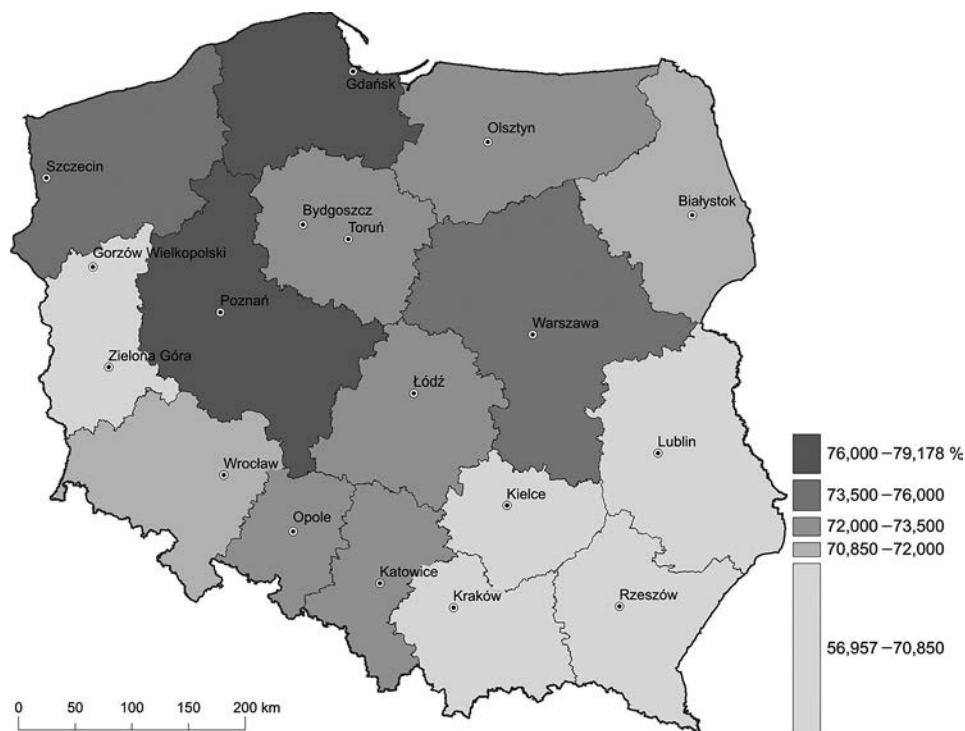 Gdańsk
Olsztyn
Szczecin
Białystok
Bydgoszcz
Toruń
Gorzów Wielkopolski
Poznań
Warszawa
Zielona Góra
Łódź
Lublin
76,000 – 79,178 %
Wrocław
73,500 – 76,000
Kielce
Opole
72,000 – 73,500
70,850 – 72,000
Katowice
Kraków
Rzeszów
56,957 – 70,850
0 50 100 150 200 km